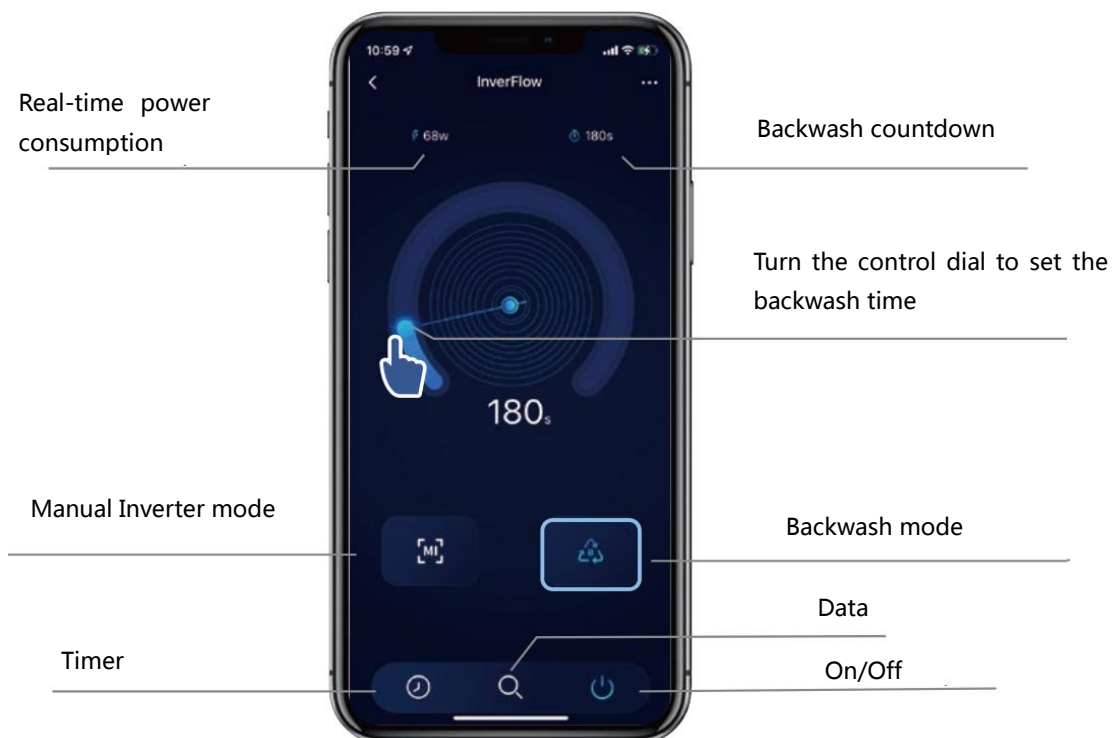 10:59
InverFlow
Real-time power
consumption
68w
180s
Backwash countdown
Turn the control dial to set the
backwash time
180s
Manual Inverter mode
MI
Backwash mode
Data
Timer
On/Off